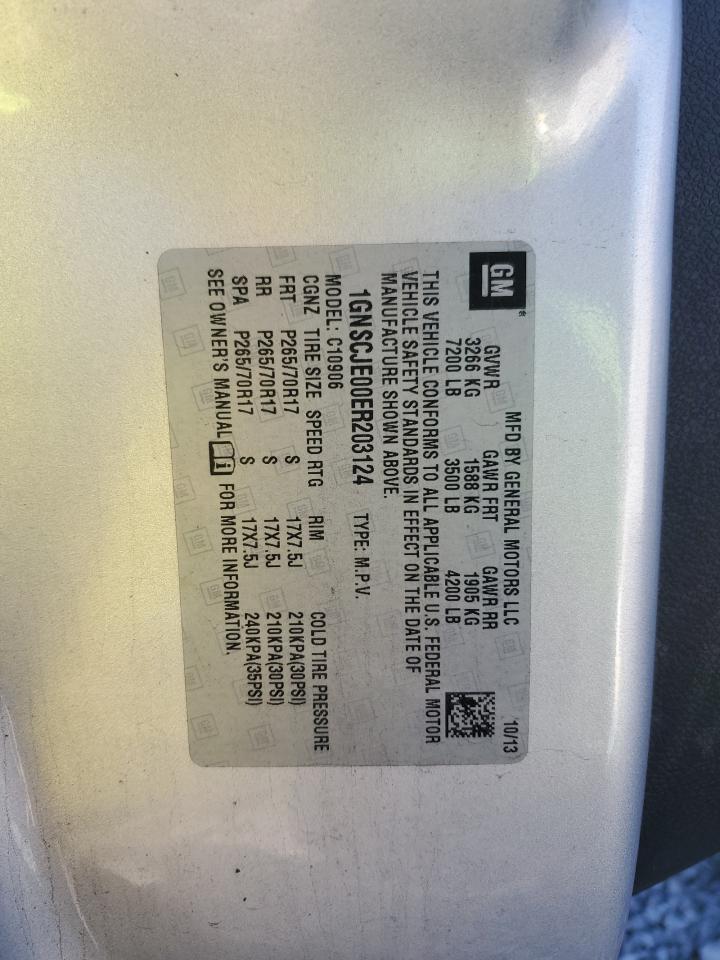 GM
MFD BY GENERAL MOTORS LLC 10/13
GVWR GAWR FRT GAWR RR
3266 KG 1588 KG 1905 KG
7200 LB 3500 LB 4200 LB
THIS VEHICLE CONFORMS TO ALL APPLICABLE U.S. FEDERAL MOTOR
VEHICLE SAFETY STANDARDS IN EFFECT ON THE DATE OF
MANUFACTURE SHOWN ABOVE.
1GNSCJE00ER203124 TYPE: M.P.V.
MODEL: C10906
CGNZ TIRE SIZE SPEED RTG RIM COLD TIRE PRESSURE
FRT P265/70R17 S 17X7.5J 210KPA(30PSI)
RR P265/70R17 S 17X7.5J 210KPA(30PSI)
SPA P265/70R17 S 17X7.5J 240KPA(35PSI)
SEE OWNER'S MANUAL FOR MORE INFORMATION.